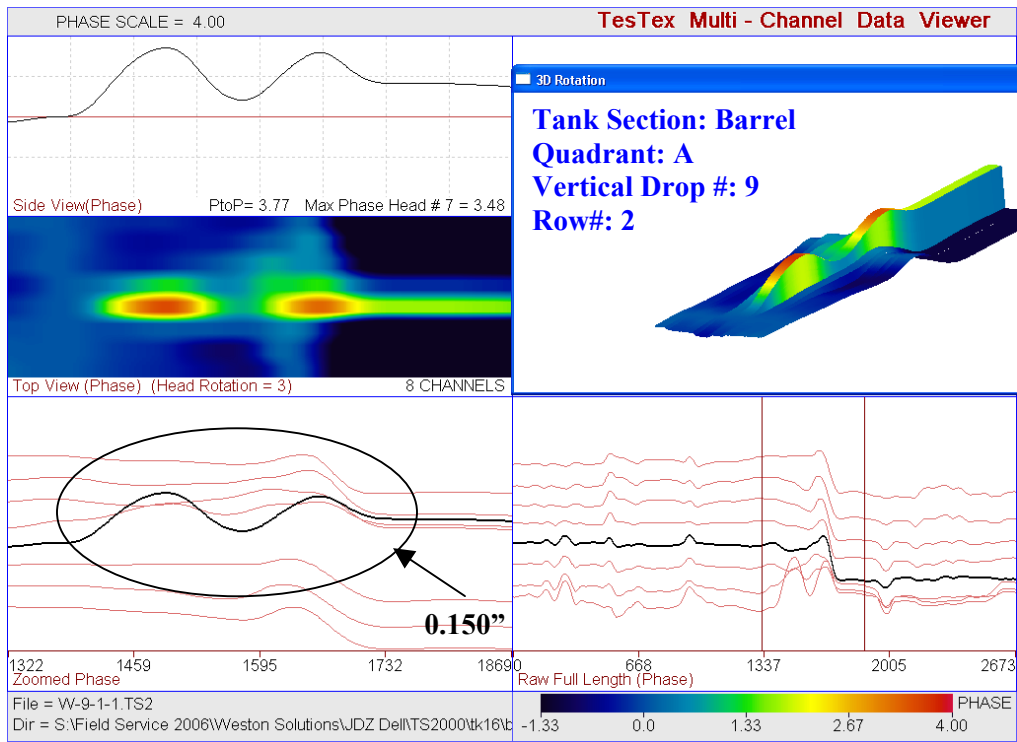 PHASE SCALE = 4.00
TesTex Multi - Channel Data Viewer
Side View(Phase) PtoP= 3.77 Max Phase Head # 7 = 3.48
3D Rotation
Tank Section: Barrel
Quadrant: A
Vertical Drop #: 9
Row#: 2
Top View (Phase) (Head Rotation = 3) 8 CHANNELS
0.150”
1322 1459 1595 1732 1869
Zoomed Phase
0 668 1337 2005 2673
Raw Full Length (Phase)
File = W-9-1-1.TS2
Dir = S:\Field Service 2006\Weston Solutions\JDZ Dell\TS2000\tk16\b
PHASE
-1.33 0.0 1.33 2.67 4.00